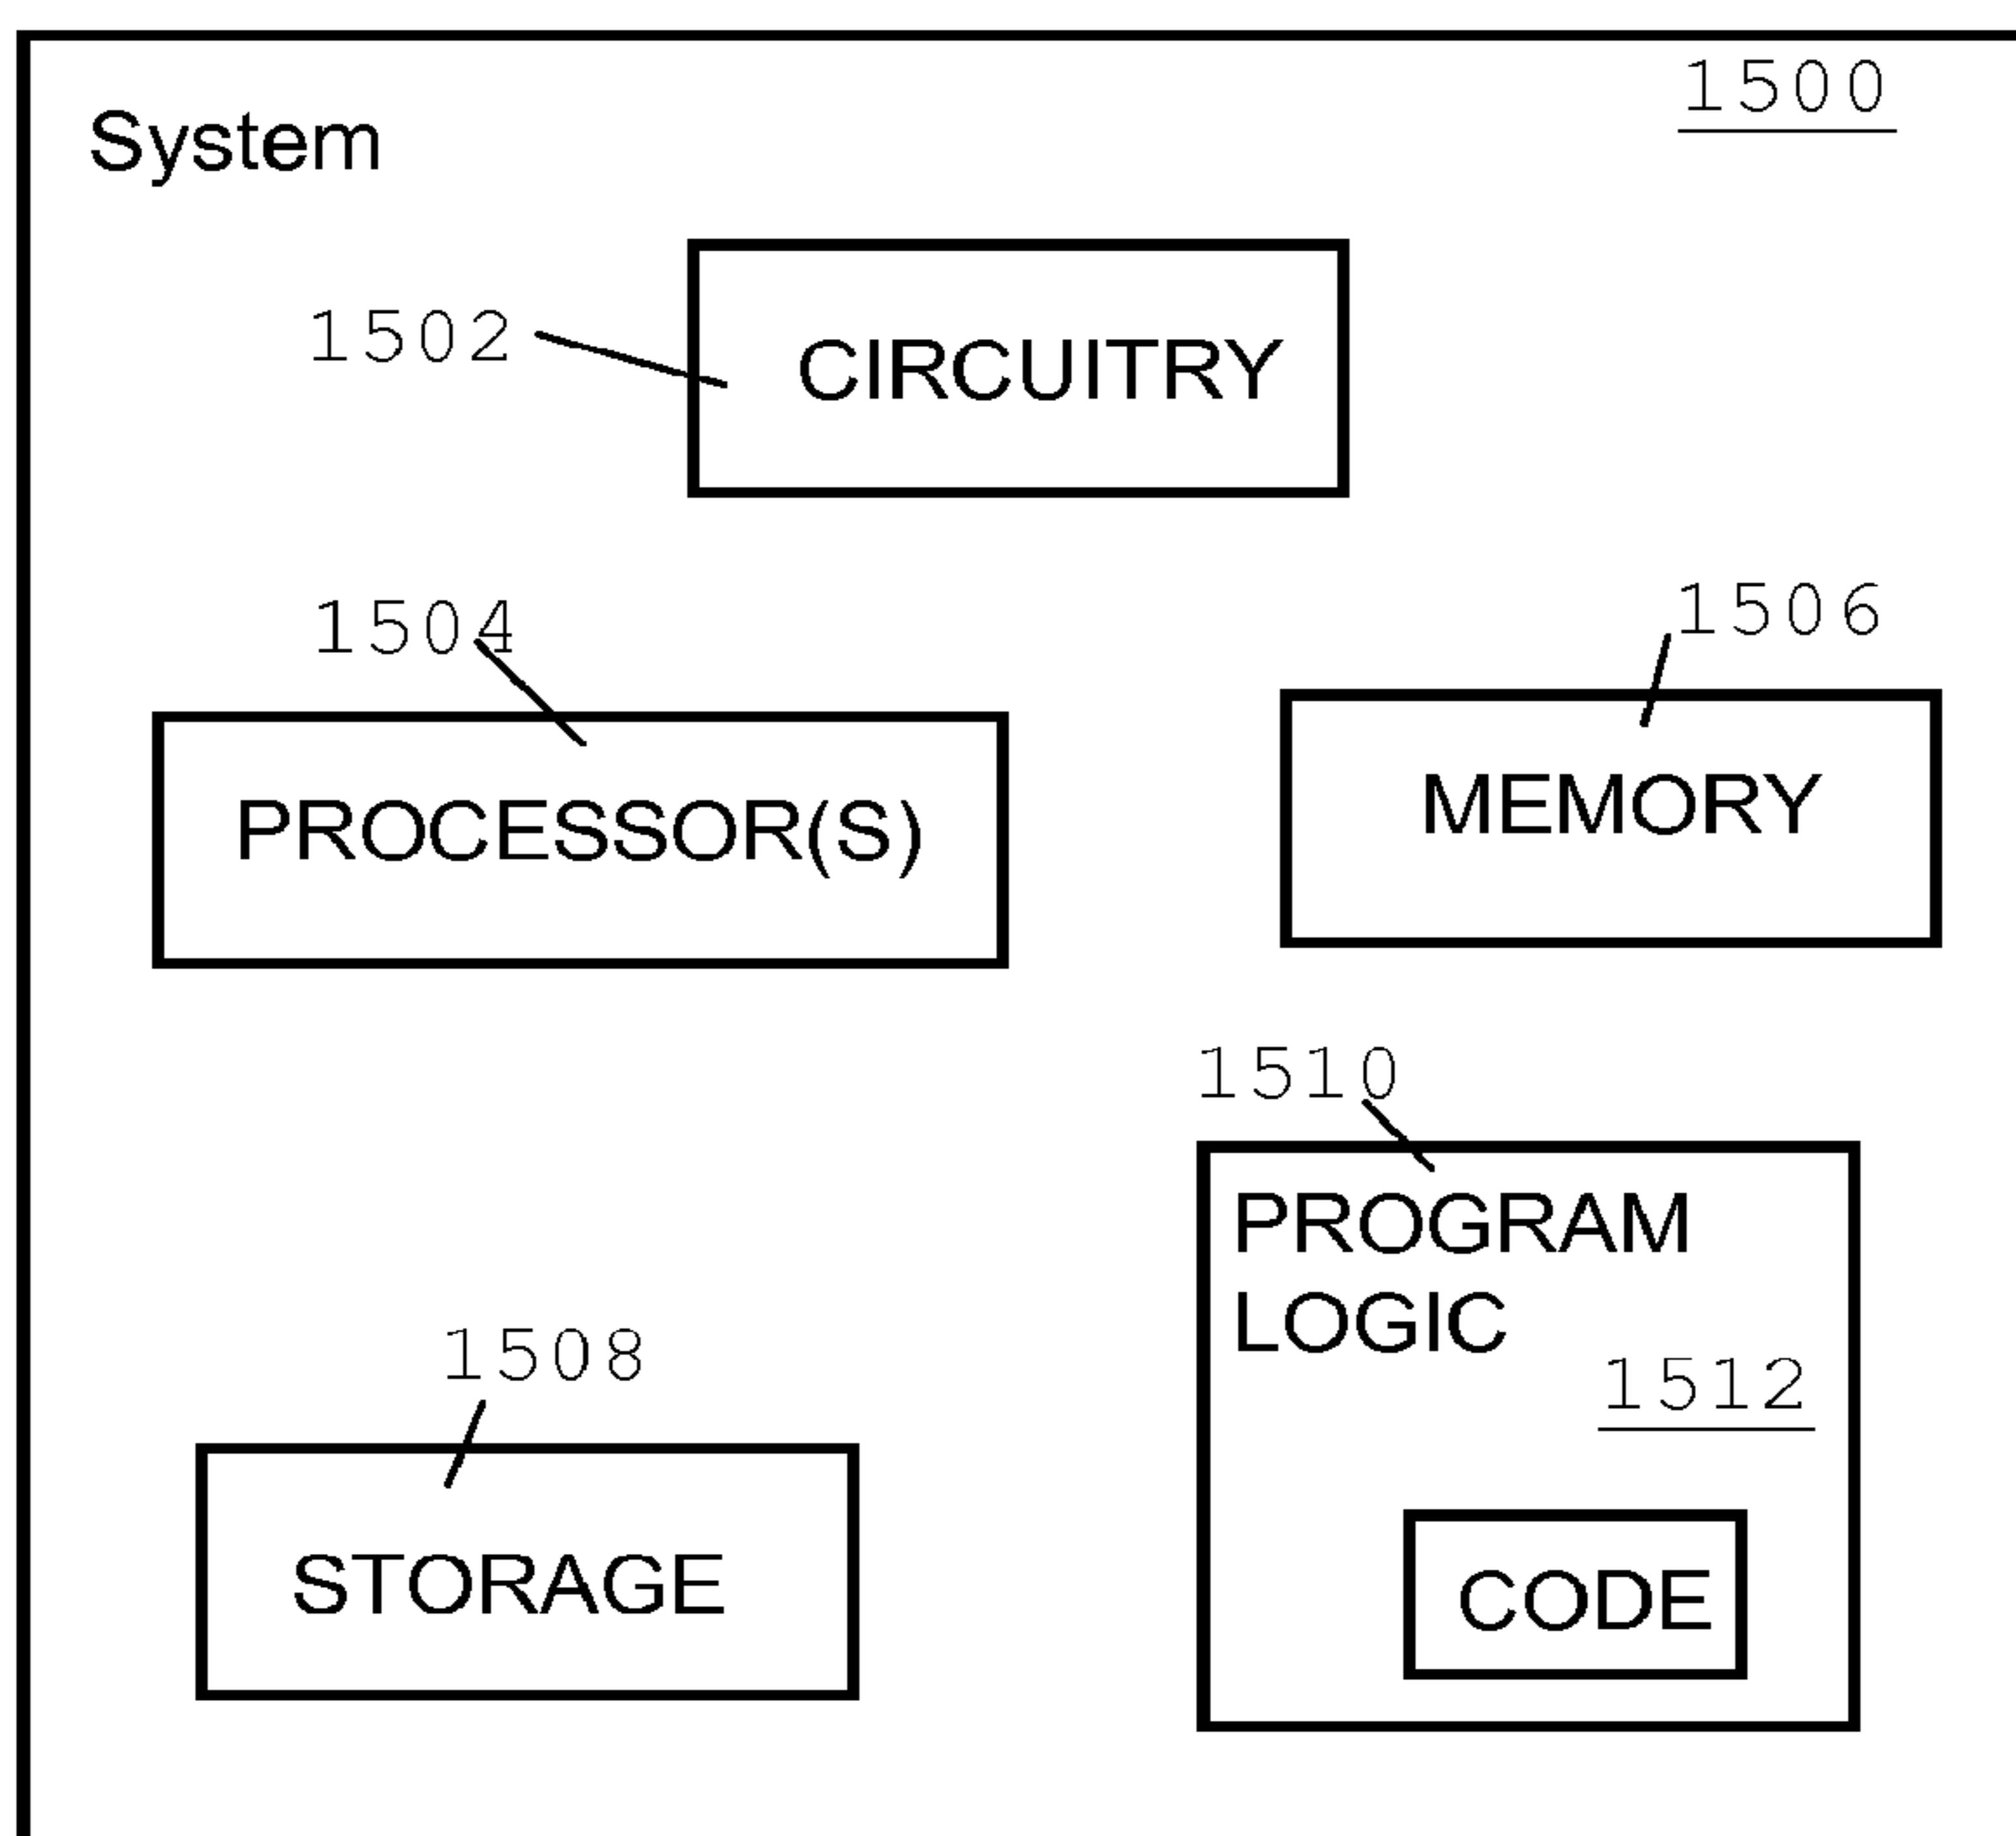 1500
System
1502
CIRCUITRY
1504
1506
PROCESSOR(S)
MEMORY
1510
PROGRAM
LOGIC
1508
1512
STORAGE
CODE